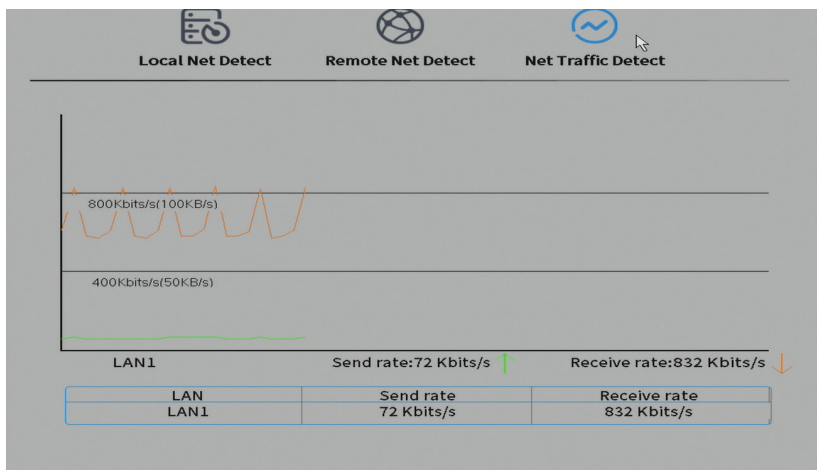 Local Net Detect Remote Net Detect Net Traffic Detect
800Kbits/s(100KB/s)
400Kbits/s(50KB/s)
LAN1 Send rate:72 Kbits/s Receive rate:832 Kbits/s
LAN Send rate Receive rate
LAN1 72 Kbits/s 832 Kbits/s